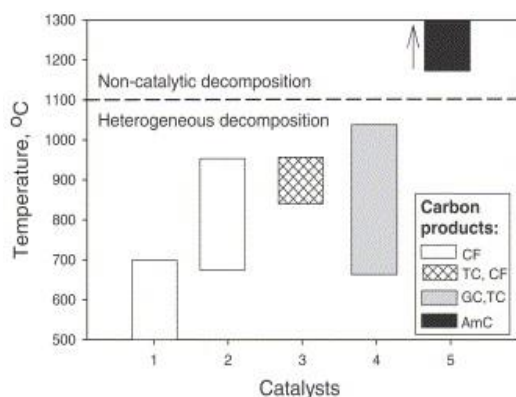 1300
1200
1100
1000
900
800
700
600
500
Temperature, °C
Non-catalytic decomposition
Heterogeneous decomposition
Carbon
products:
CF
TC, CF
GC,TC
AmC
1 2 3 4 5
Catalysts